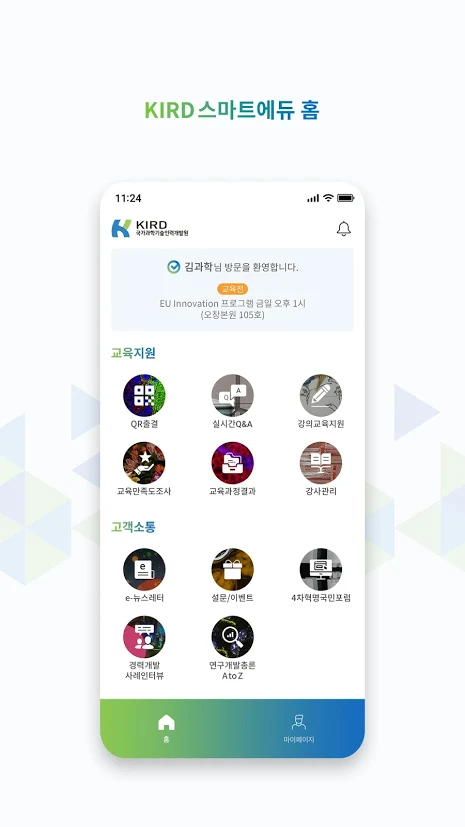 KIRD 스마트에듀 홈
11:24
KIRD
국가과학기술인력개발원
김과학님 방문을 환영합니다.
교육전
EU Innovation 프로그램 금일 오후 1시
(오창본원 105호)
교육지원
QR출결
실시간Q&A
강의교육지원
교육만족도조사
교육과정결과
강사관리
고객소통
e-뉴스레터
설문/이벤트
4차혁명국민포럼
경력개발
사례인터뷰
연구개발총론
A to Z
홈
마이페이지